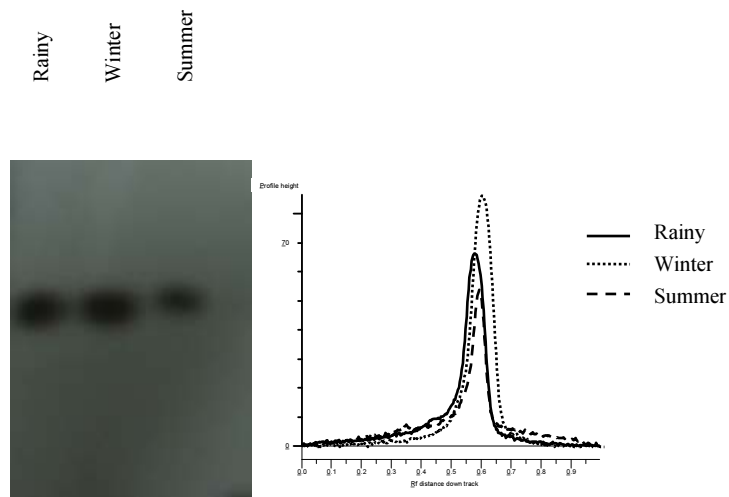 Rainy
Winter
Summer
Profile height
70
0
0.0 0.1 0.2 0.3 0.4 0.5 0.6 0.7 0.8 0.9
Rf distance down track
Rainy
Winter
Summer